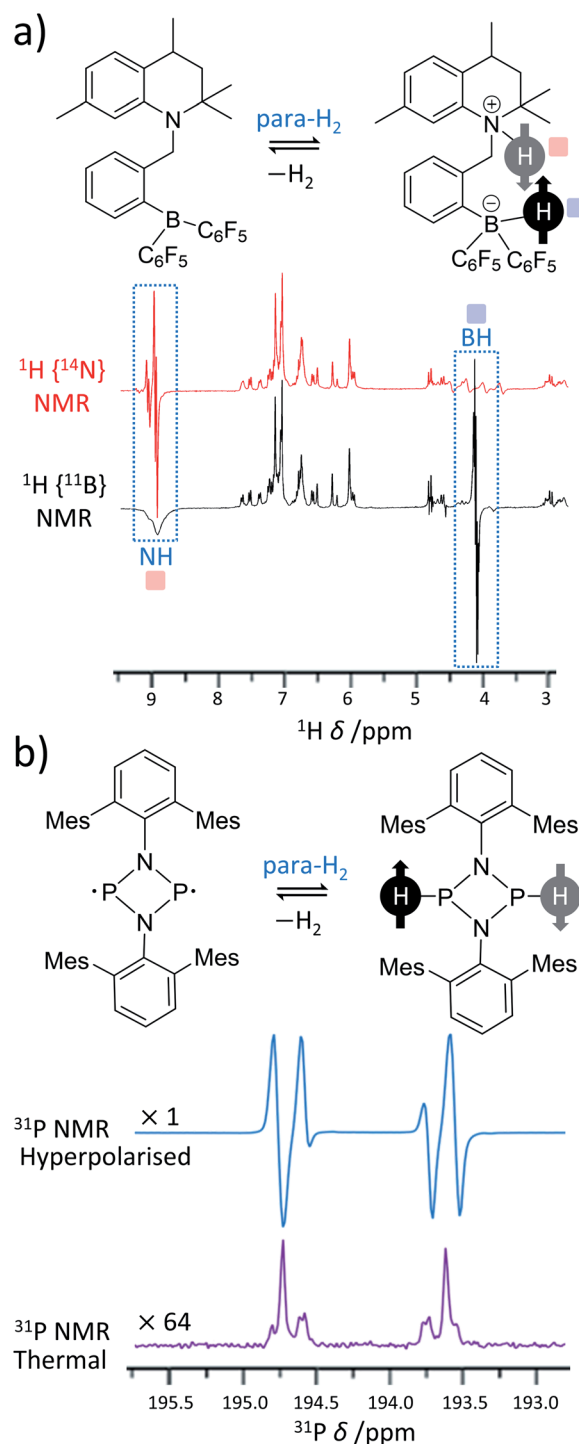 a)
N
B
C₆F₅
C₆F₅
para-H₂
−H₂
N
+
H
H
B
−
C₆F₅
C₆F₅
¹H {¹⁴N}
NMR
BH
¹H {¹¹B}
NMR
NH
9 8 7 6 5 4 3
¹H δ /ppm
b)
Mes
Mes
N
·P
P·
N
Mes
Mes
para-H₂
−H₂
Mes
Mes
N
H
P
P
H
N
Mes
Mes
³¹P NMR
Hyperpolarised
× 1
³¹P NMR
Thermal
× 64
195.5 195.0 194.5 194.0 193.5 193.0
³¹P δ /ppm